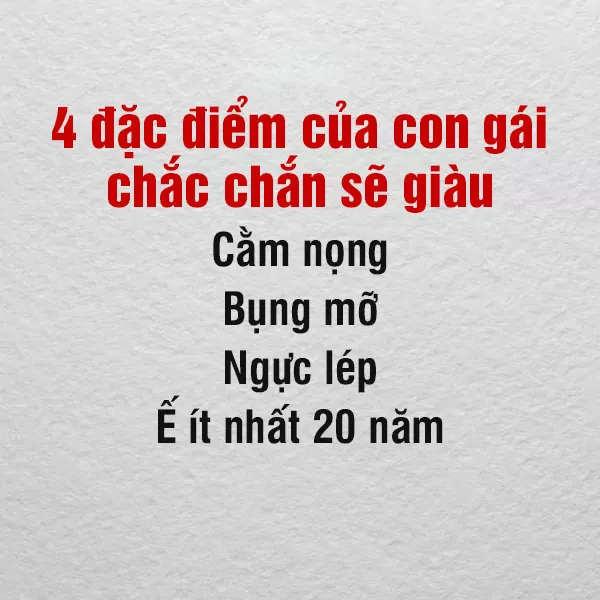 4 đặc điểm của con gái
chắc chắn sẽ giàu
Cằm nọng
Bụng mỡ
Ngực lép
Ế ít nhất 20 năm